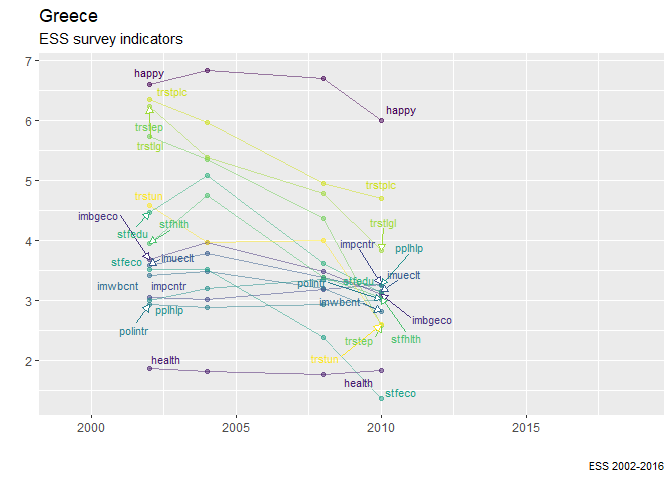 Greece
ESS survey indicators
7
happy
trstplc
6
happy
trstep
trstlgl
5
trstplc
trstun
imbgeco
stfhlth
trstlgl
stfedu
4
impcntr
pplhlp
stfeco
imueclt
imueclt
imwbcnt
impcntr
polintr
stfedu
3
imwbcnt
pplhlp
imbgeco
polintr
trstep
stfhlth
2
health
trstun
health
stfeco
2000
2005
2010
2015
ESS 2002-2016